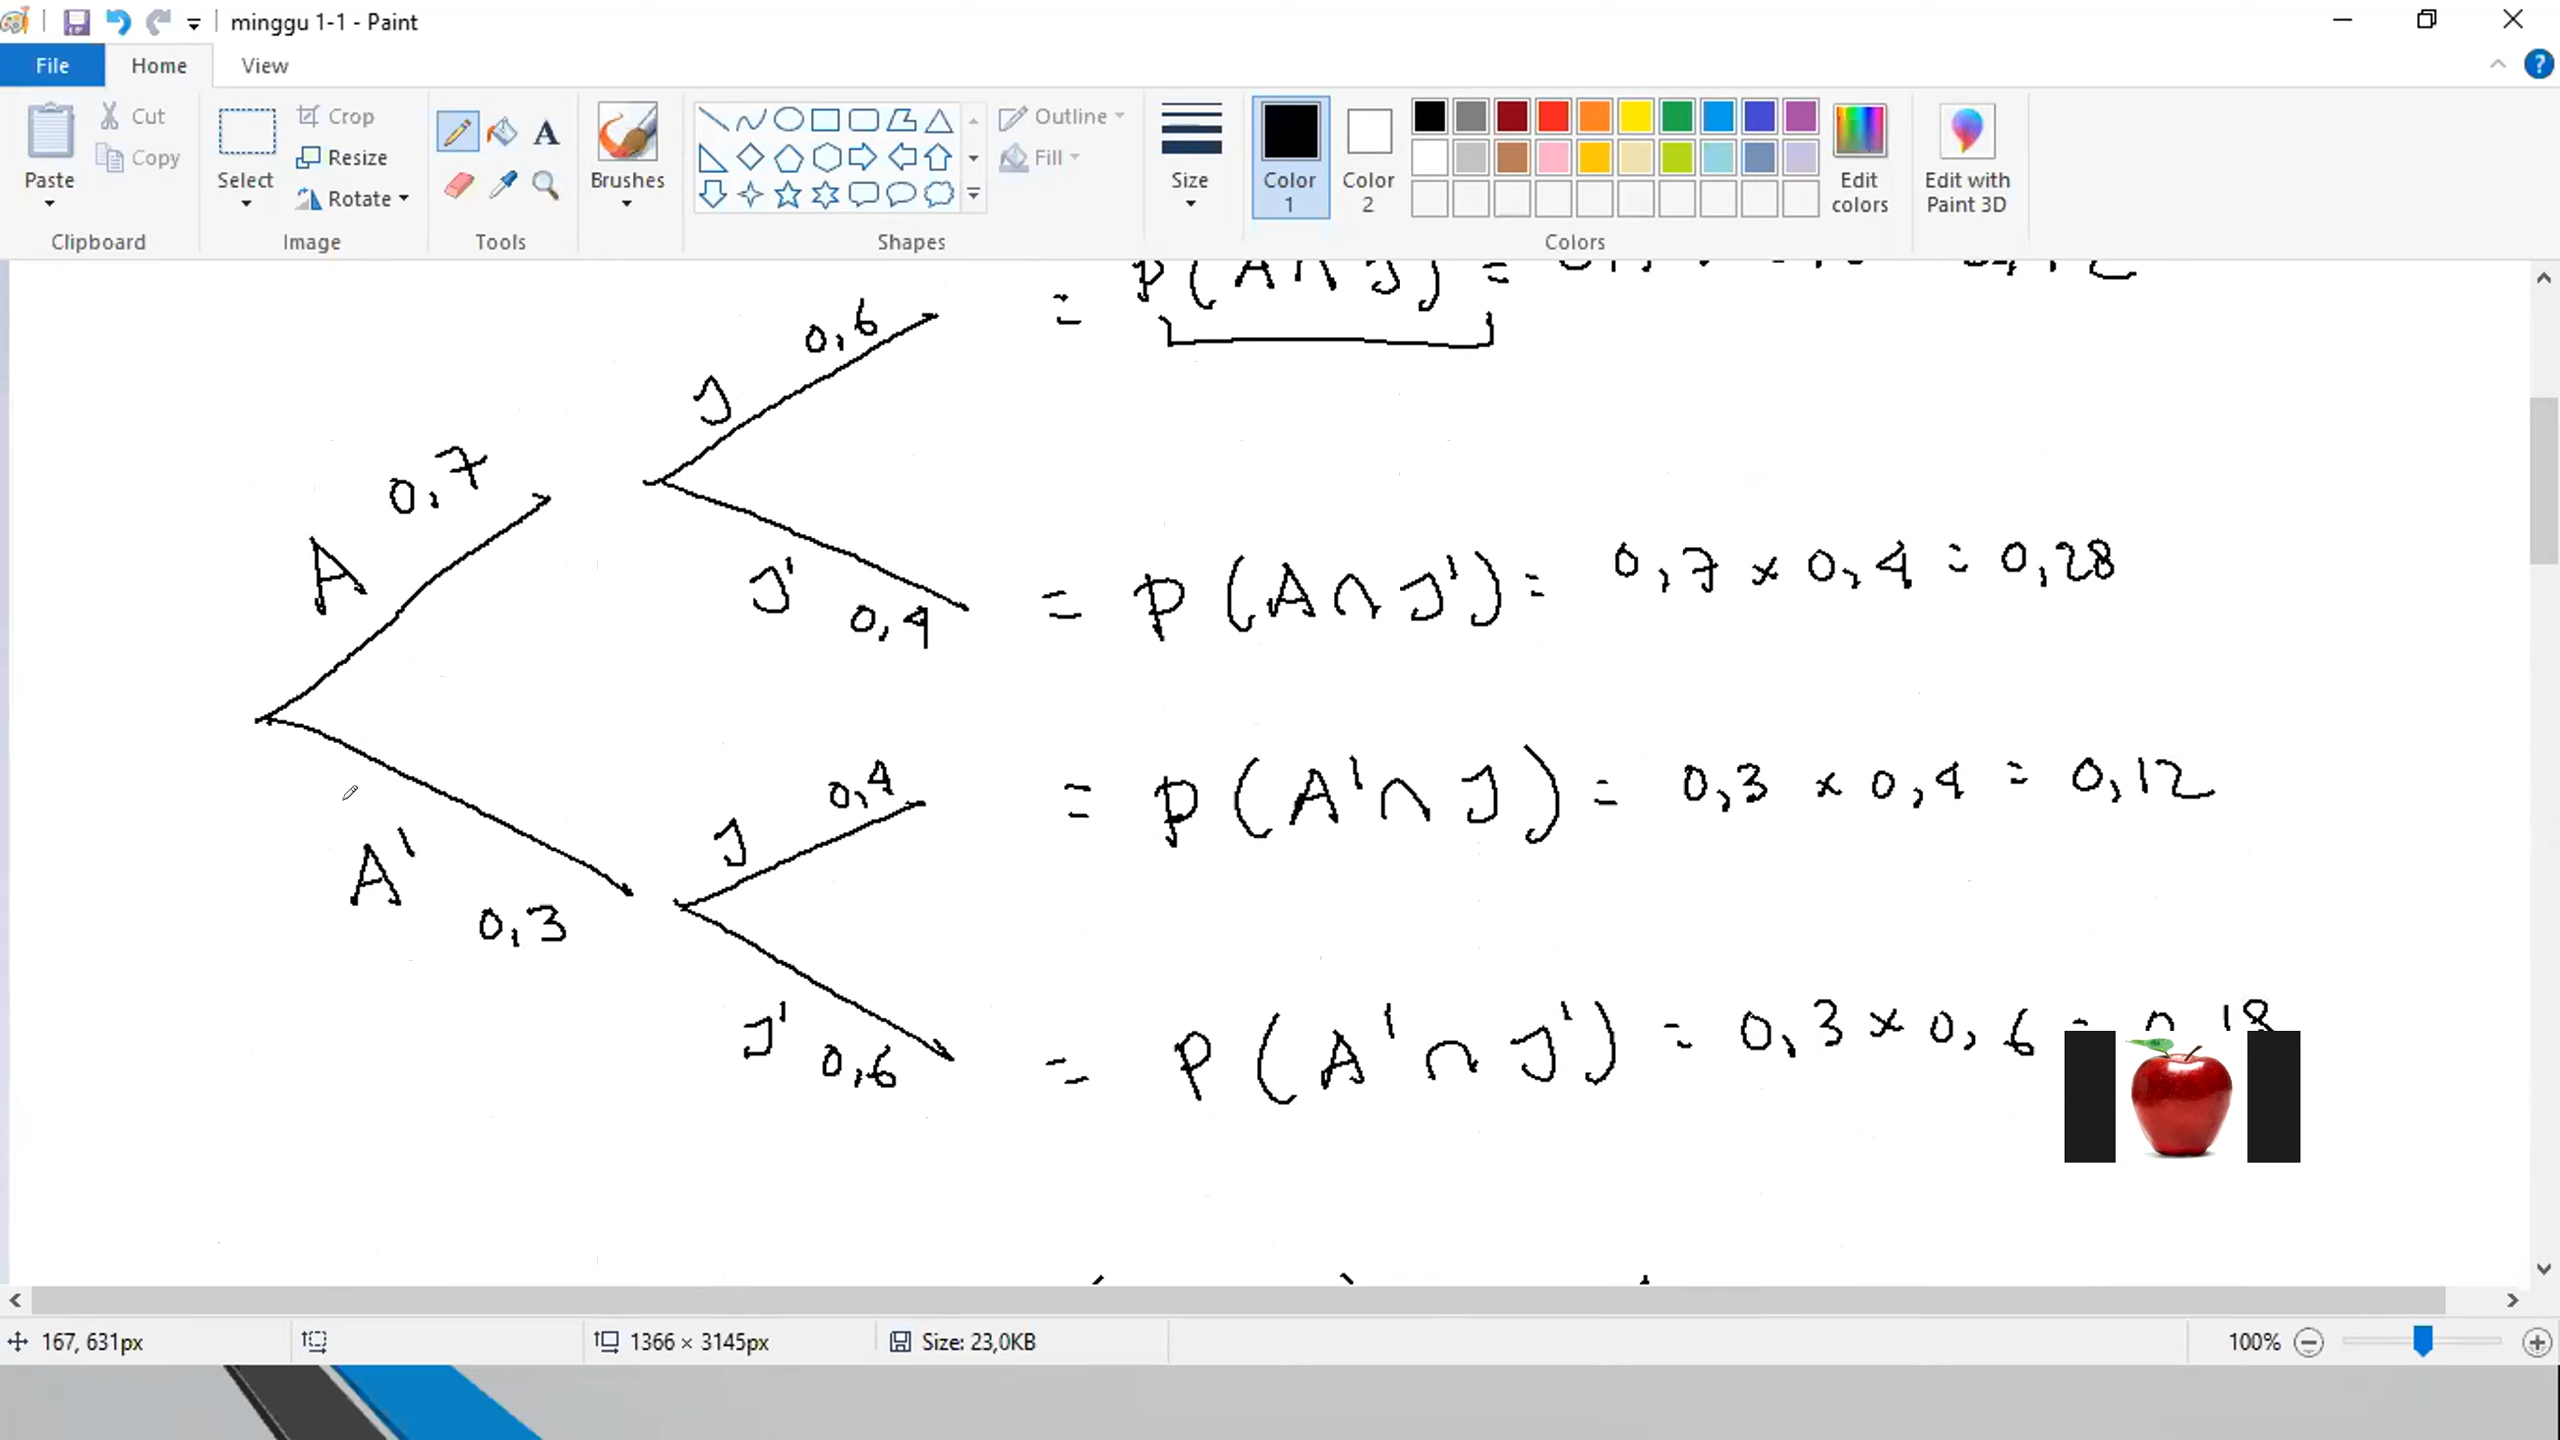 minggu 1-1 - Paint
File Home View
Paste Cut Copy Clipboard
Select Crop Resize Rotate Image
A Tools
Brushes
Outline Fill Shapes
Size
Color 1 Color 2 Edit colors Colors
Edit with Paint 3D
= P(A∩J) =
0,6
J
0,7
A
J' 0,4 = P(A∩J') = 0,7 x 0,4 = 0,28
J 0,4 = P(A'∩J) = 0,3 x 0,4 = 0,12
A' 0,3
J' 0,6 = P(A'∩J') = 0,3 x 0,6 = 0,18
167, 631px 1366 × 3145px Size: 23,0KB 100%